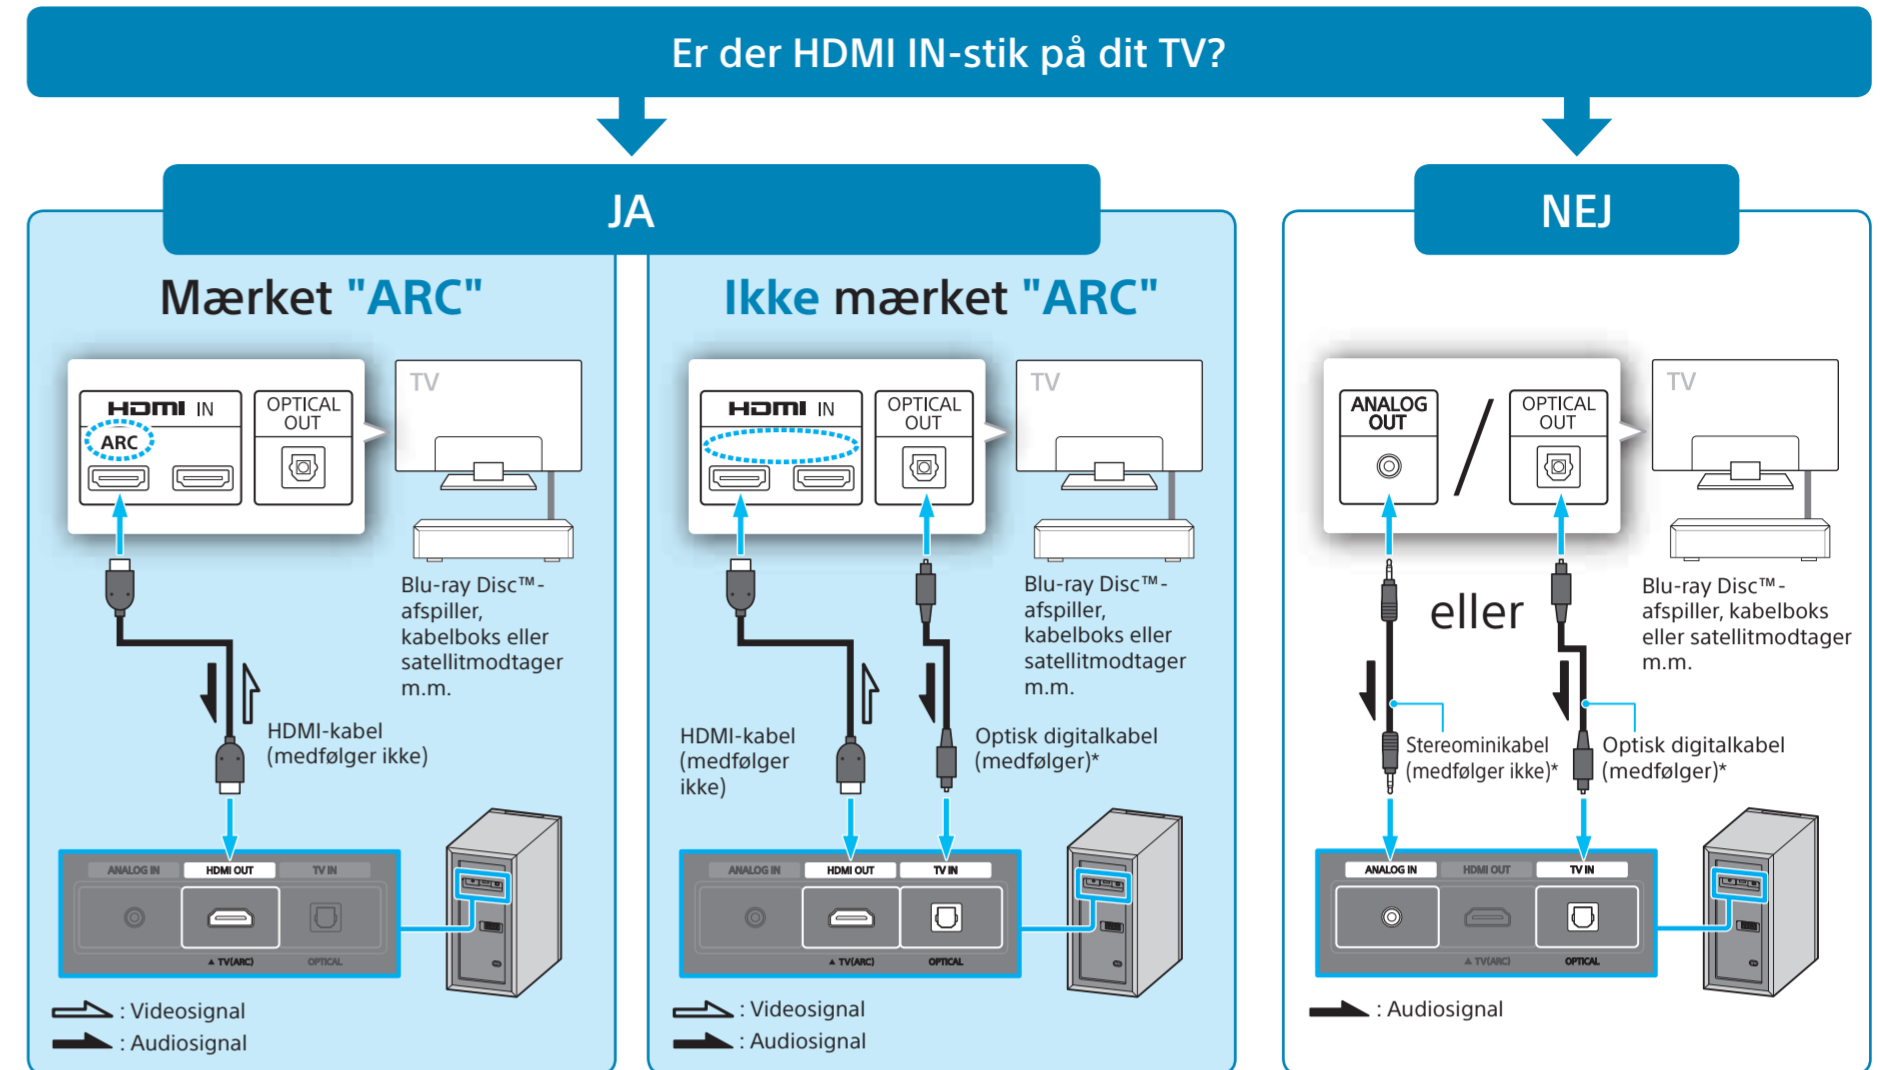 Er der HDMI IN-stik på dit TV?
JA
NEJ
Mærket "ARC"
HDMI IN
ARC
OPTICAL
OUT
TV
Blu-ray Disc™-
afspiller,
kabelboks eller
satellitmodtager
m.m.
HDMI-kabel
(medfølger ikke)
ANALOG IN
HDMI OUT
TV IN
▲ TV(ARC)
OPTICAL
: Videosignal
: Audiosignal
Ikke mærket "ARC"
HDMI IN
OPTICAL
OUT
TV
Blu-ray Disc™-
afspiller,
kabelboks eller
satellitmodtager
m.m.
HDMI-kabel
(medfølger
ikke)
Optisk digitalkabel
(medfølger)*
ANALOG IN
HDMI OUT
TV IN
▲ TV(ARC)
OPTICAL
: Videosignal
: Audiosignal
ANALOG
OUT
/
OPTICAL
OUT
TV
eller
Blu-ray Disc™-
afspiller, kabelboks
eller satellitmodtager
m.m.
Stereominikabel
(medfølger ikke)*
Optisk digitalkabel
(medfølger)*
ANALOG IN
HDMI OUT
TV IN
▲ TV(ARC)
OPTICAL
: Audiosignal